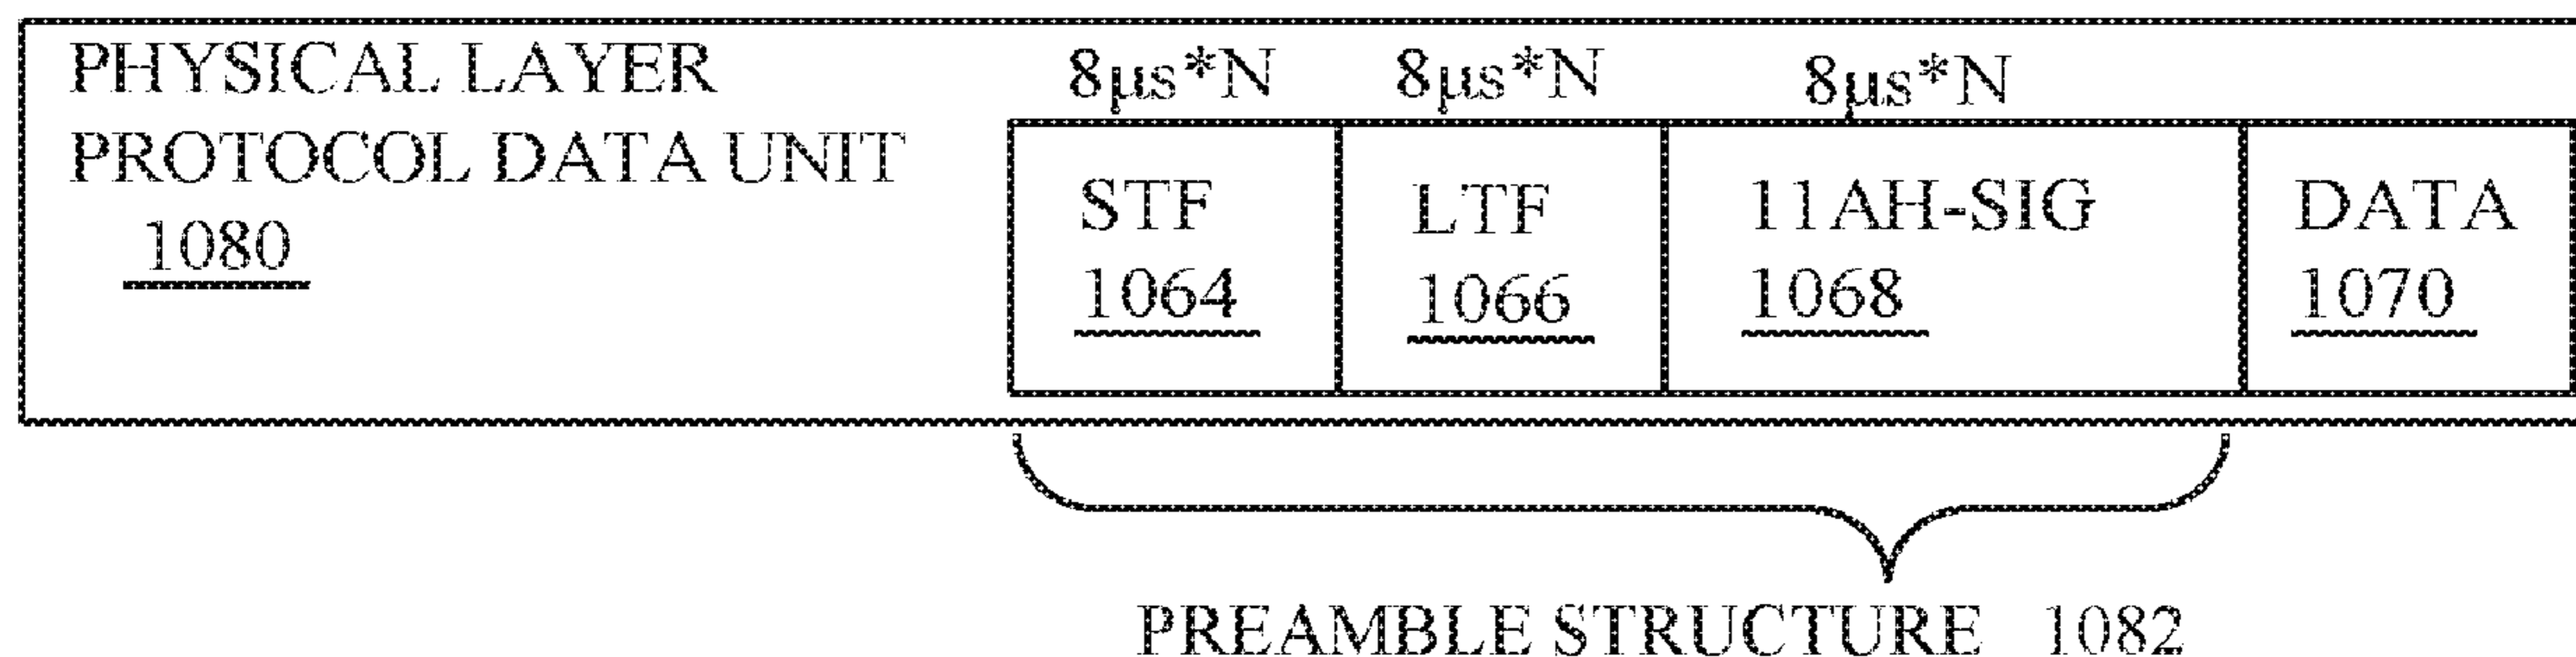 PHYSICAL LAYER
PROTOCOL DATA UNIT
1080
8µs*N
8µs*N
8µs*N
STF
1064
LTF
1066
11AH-SIG
1068
DATA
1070
PREAMBLE STRUCTURE 1082